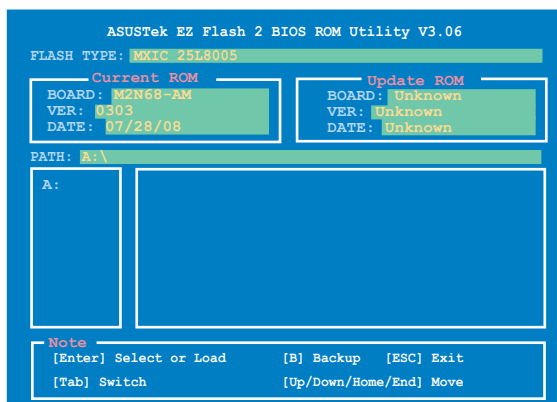 ASUSTek EZ Flash 2 BIOS ROM Utility V3.06
FLASH TYPE: MXIC 25L8005
Current ROM
BOARD: M2N68-AM
VER: 0303
DATE: 07/28/08
Update ROM
BOARD: Unknown
VER: Unknown
DATE: Unknown
PATH: A:\
A:
Note
[Enter] Select or Load [B] Backup [ESC] Exit
[Tab] Switch [Up/Down/Home/End] Move